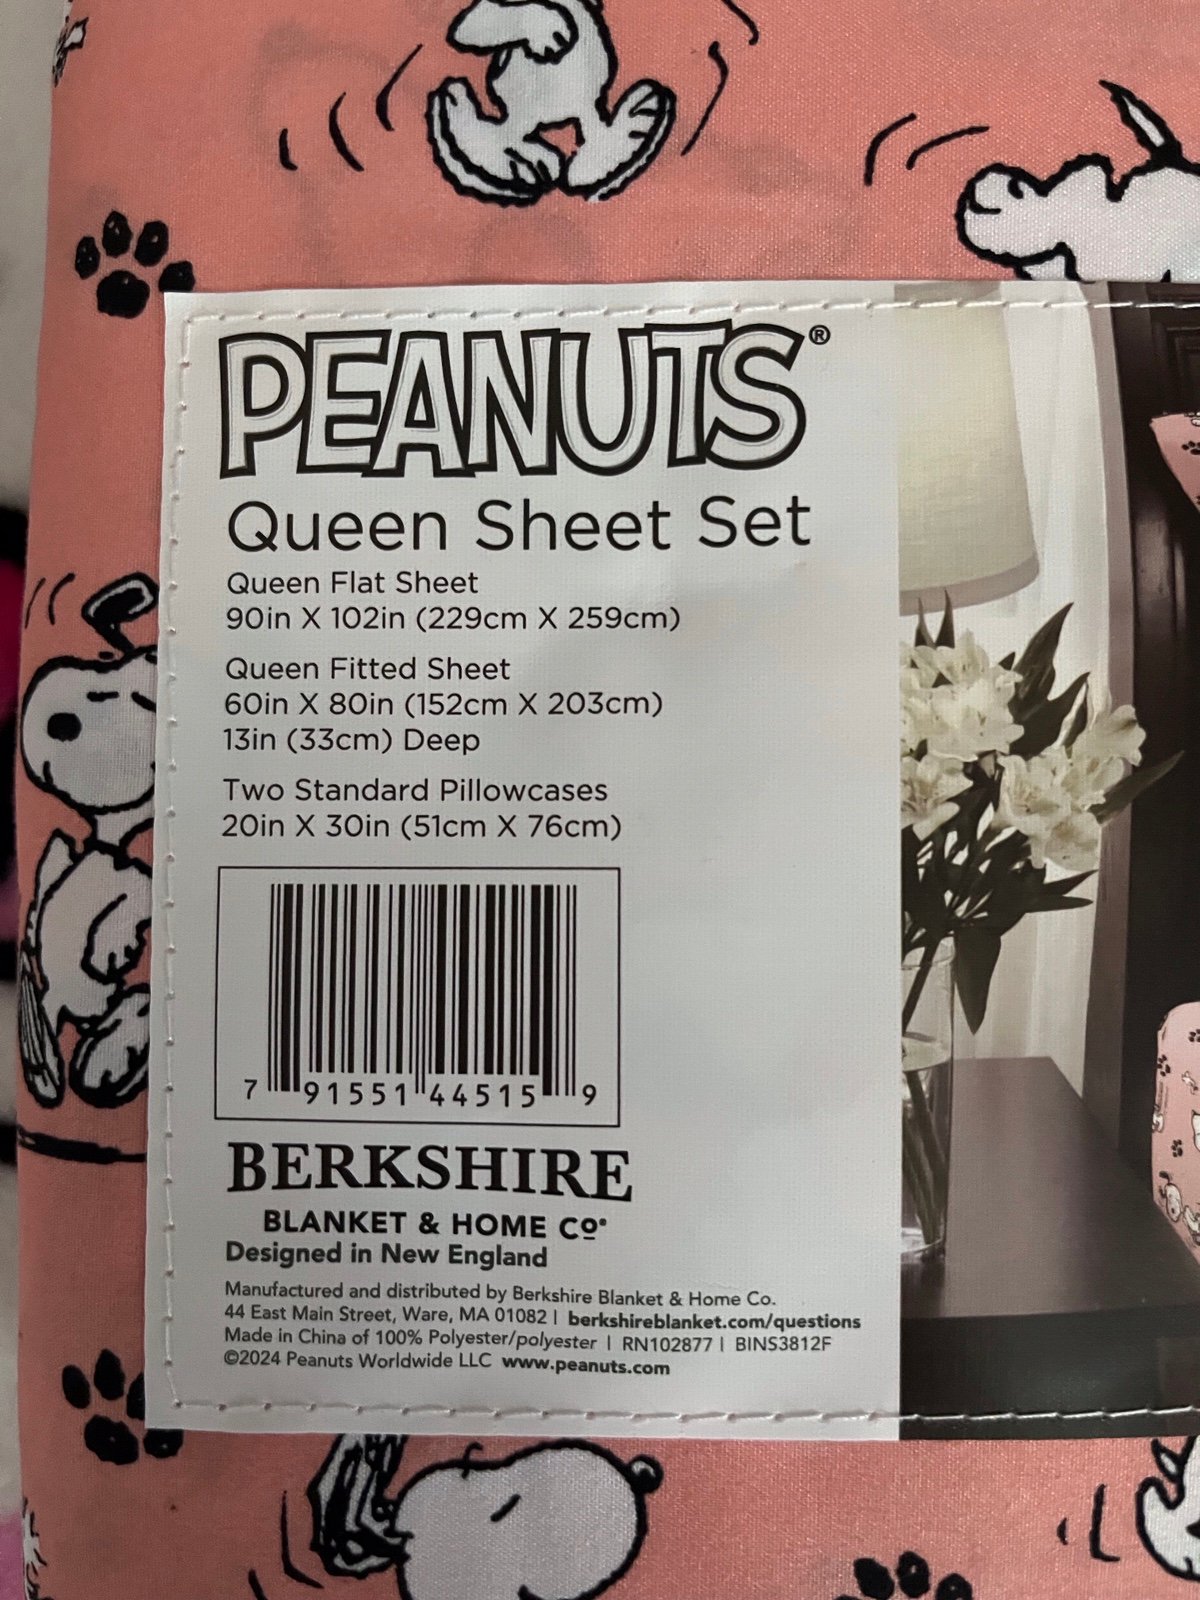 PEANUTS®
Queen Sheet Set
Queen Flat Sheet
90in X 102in (229cm X 259cm)
Queen Fitted Sheet
60in X 80in (152cm X 203cm)
13in (33cm) Deep
Two Standard Pillowcases
20in X 30in (51cm X 76cm)
7 91551 44515 9
BERKSHIRE
BLANKET & HOME Cº®
Designed in New England
Manufactured and distributed by Berkshire Blanket & Home Co.
44 East Main Street, Ware, MA 01082 | berkshireblanket.com/questions
Made in China of 100% Polyester/polyester | RN102877 | BINS3812F
©2024 Peanuts Worldwide LLC www.peanuts.com